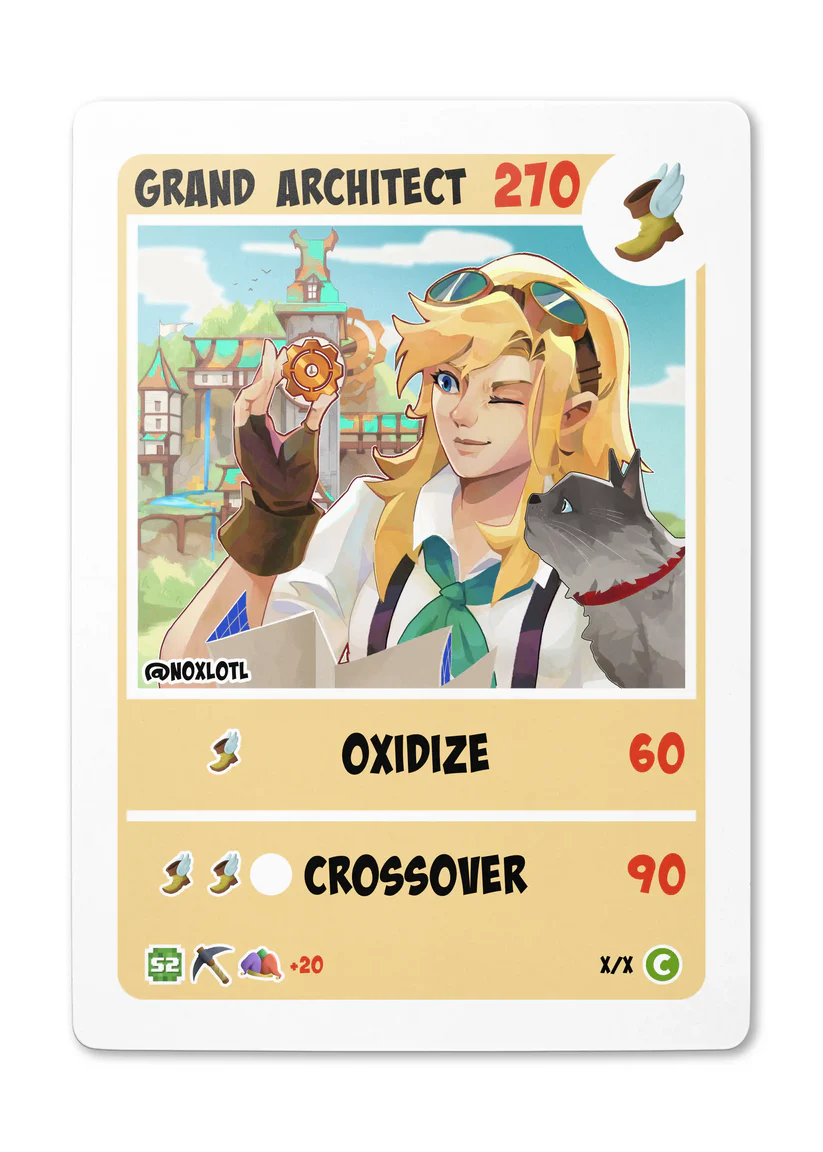 GRAND ARCHITECT 270
@NOXLOTL
OXIDIZE 60
CROSSOVER 90
S2 +20 X/X C